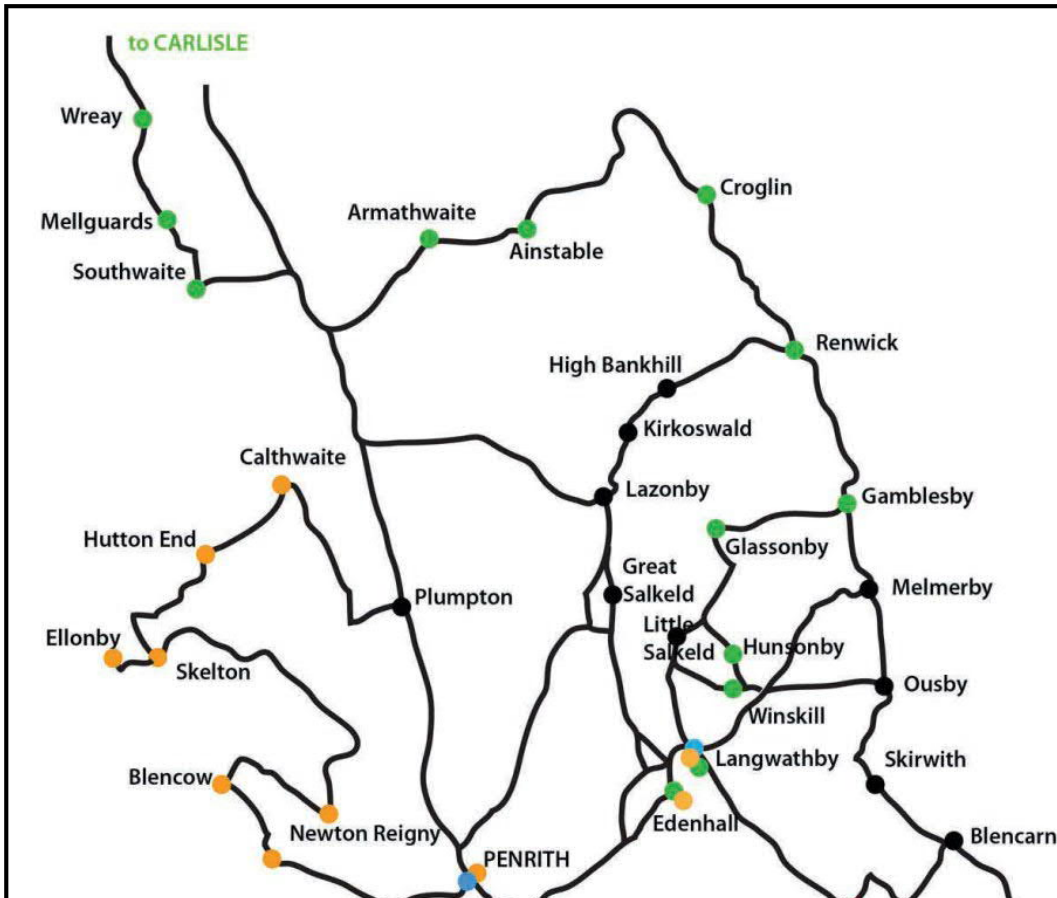 to CARLISLE
Wreay
Croglin
Armathwaite
Mellguards
Ainstable
Southwaite
Renwick
High Bankhill
Kirkoswald
Calthwaite
Lazonby
Gamblesby
Hutton End
Glassonby
Great
Salkeld
Melmerby
Plumpton
Little
Salkeld
Ellonby
Hunsonby
Skelton
Ousby
Winskill
Blencow
Langwathby
Skirwith
Edenhall
Newton Reigny
Blencarn
PENRITH